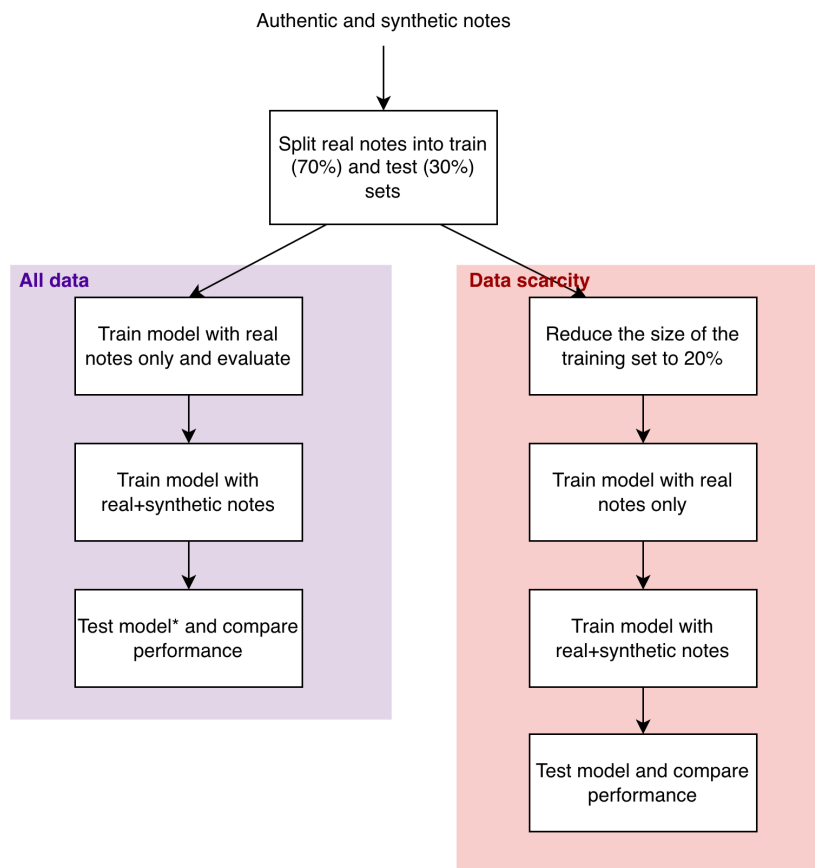 Authentic and synthetic notes
Split real notes into train
(70%) and test (30%)
sets
All data
Train model with real
notes only and evaluate
Train model with
real+synthetic notes
Test model* and compare
performance
Data scarcity
Reduce the size of the
training set to 20%
Train model with real
notes only
Train model with
real+synthetic notes
Test model and compare
performance